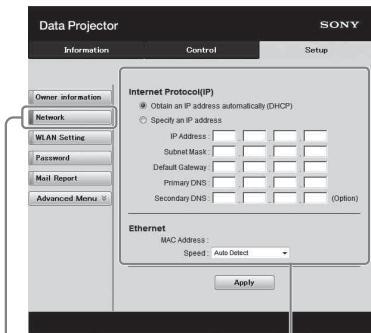 Data Projector
SONY
Information
Control
Setup
Owner information
Network
WLAN Setting
Password
Mail Report
Advanced Menu
Internet Protocol(IP)
Obtain an IP address automatically (DHCP)
Specify an IP address
IP Address :
Subnet Mask :
Default Gateway :
Primary DNS :
Secondary DNS :
(Option)
Ethernet
MAC Address :
Speed : Auto Detect
Apply